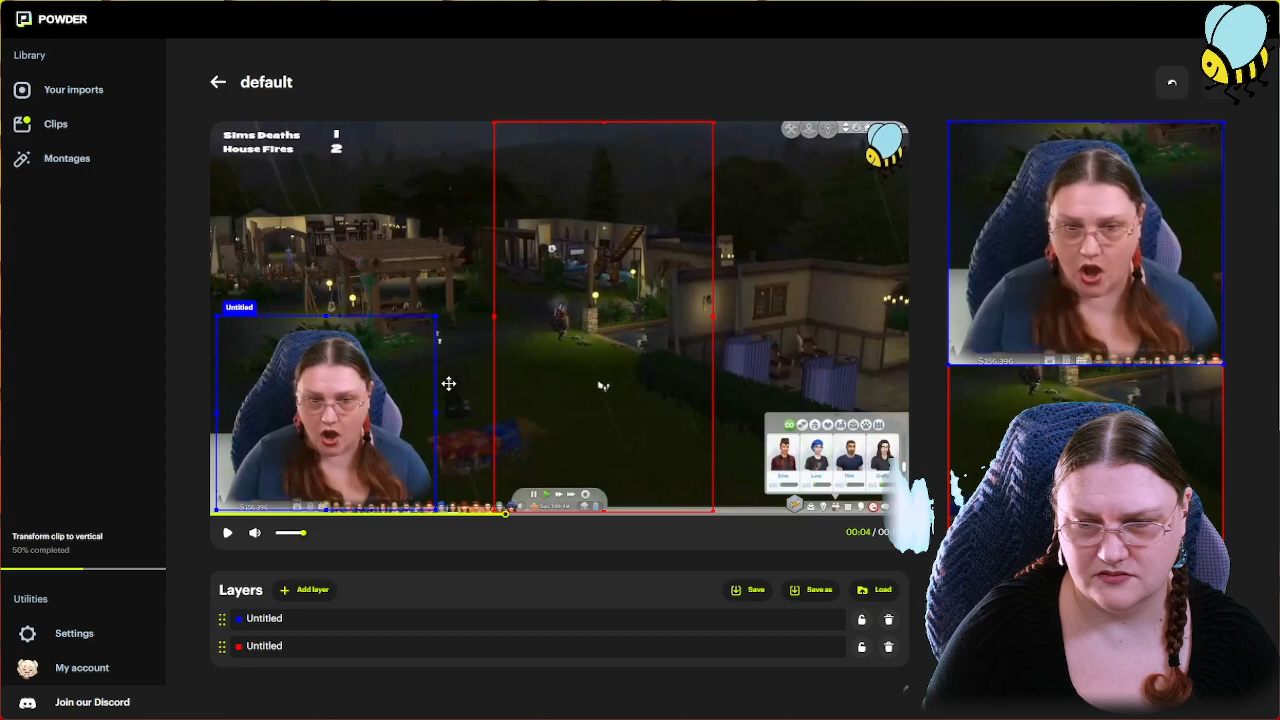 POWDER
Library
Your imports
Clips
Montages
default
Sims Deaths 1
House Fires 2
Untitled
00:04
Transform clip to vertical
50% completed
Layers
Add layer
Save
Save as
Load
Untitled
Untitled
Utilities
Settings
My account
Join our Discord